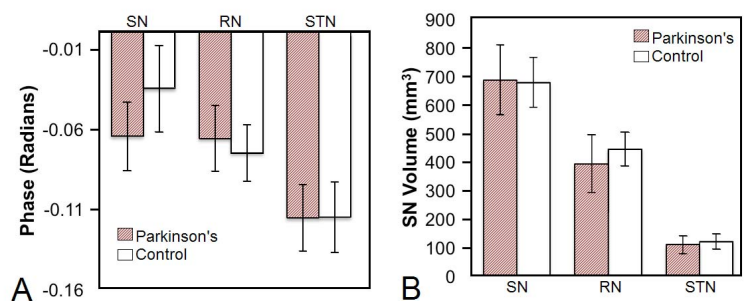 SN RN STN
-0.01
-0.06
-0.11
-0.16
Phase (Radians)
Parkinson's
Control
A
900
800
700
600
500
400
300
200
100
0
SN Volume (mm³)
Parkinson's
Control
SN RN STN
B